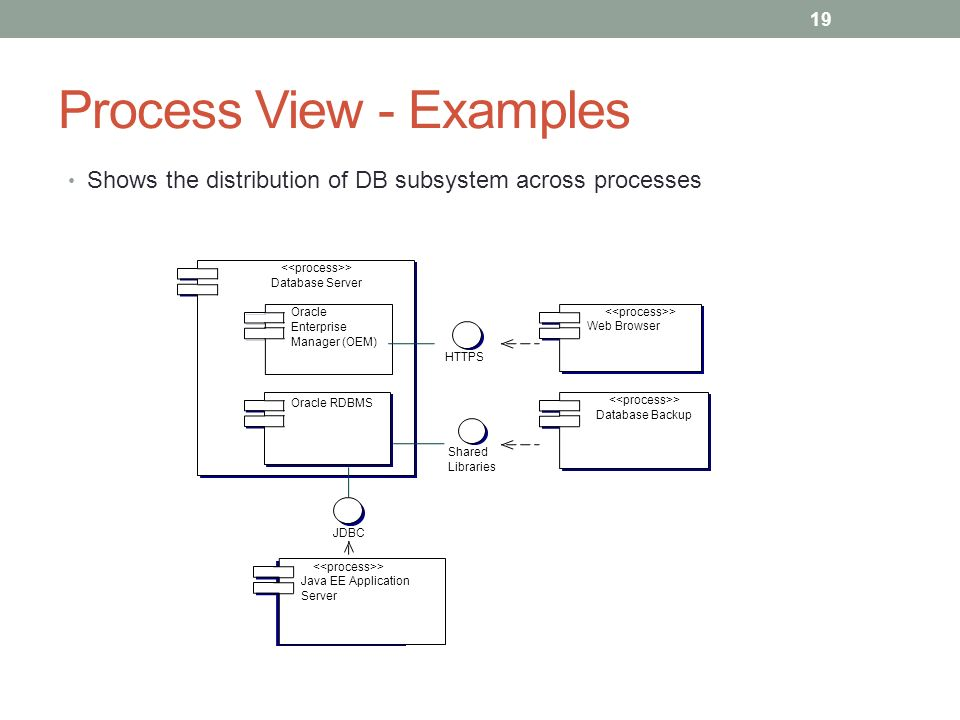 19
Process View - Examples
• Shows the distribution of DB subsystem across processes
<<process>>
Database Server
Oracle
Enterprise
Manager (OEM)
HTTPS
<<process>>
Web Browser
Oracle RDBMS
Shared
Libraries
<<process>>
Database Backup
JDBC
<<process>>
Java EE Application
Server